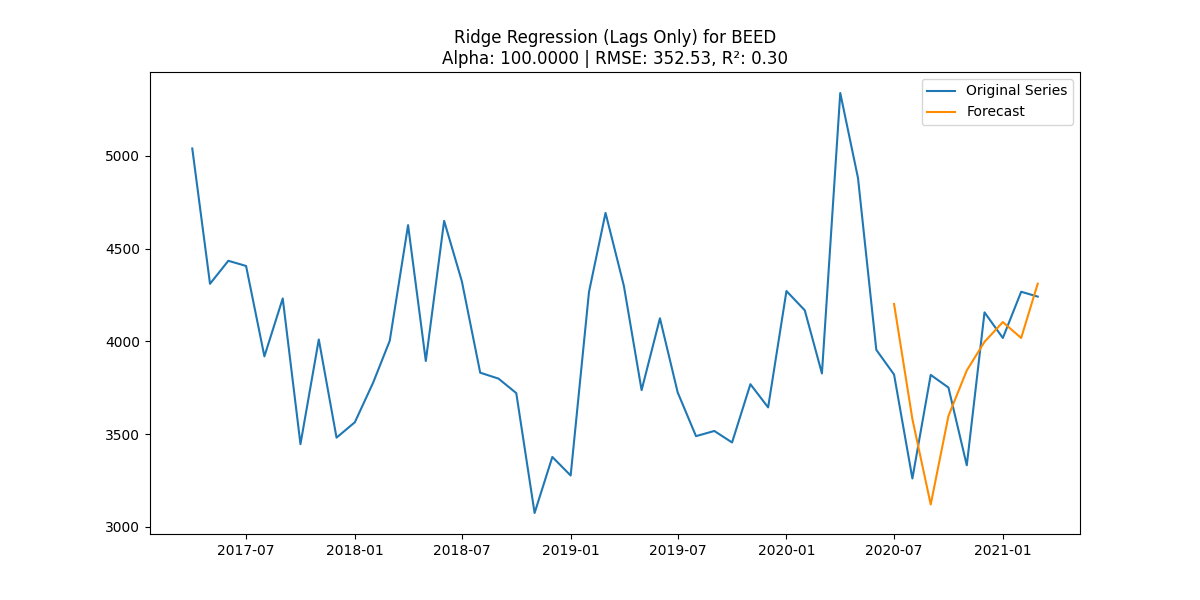 Ridge Regression (Lags Only) for BEED
Alpha: 100.0000 | RMSE: 352.53, R²: 0.30
Original Series
Forecast
5000
4500
4000
3500
3000
2017-07 2018-01 2018-07 2019-01 2019-07 2020-01 2020-07 2021-01